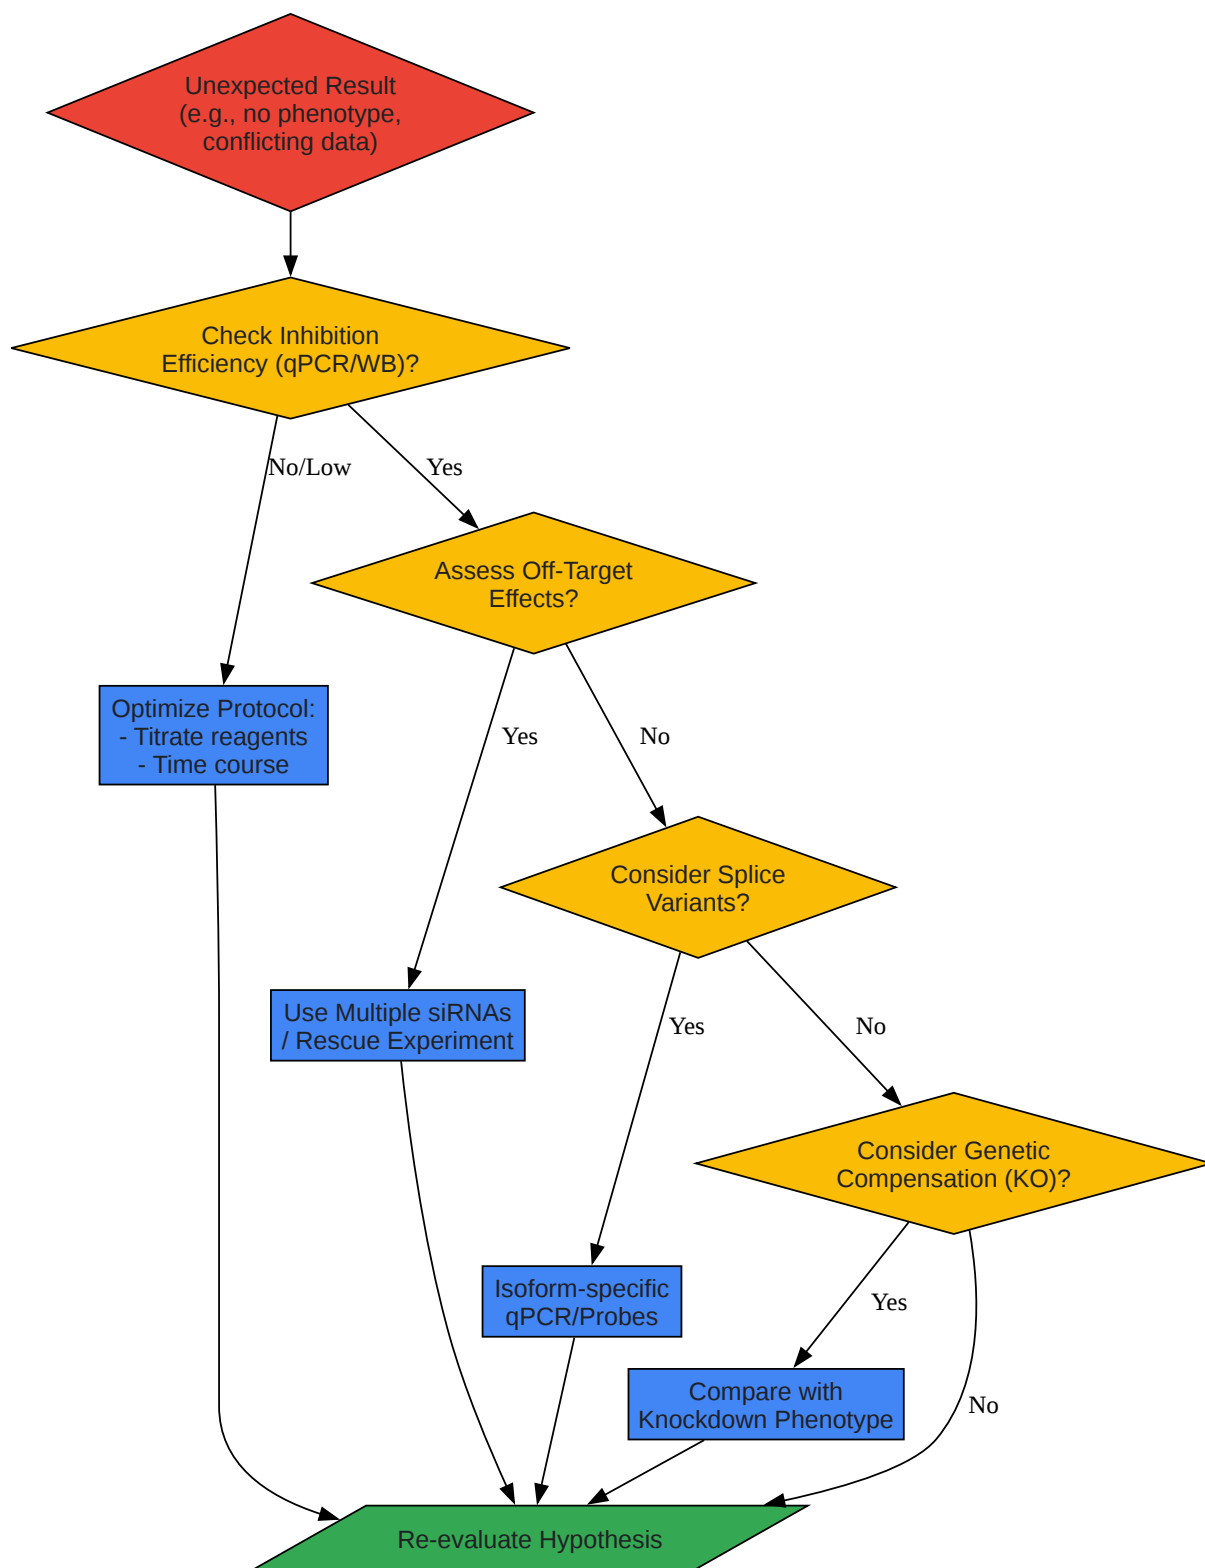 Unexpected Result
(e.g., no phenotype,
conflicting data)
Check Inhibition
Efficiency (qPCR/WB)?
No/Low
Yes
Assess Off-Target
Effects?
Optimize Protocol:
- Titrate reagents
- Time course
Yes
No
Consider Splice
Variants?
Use Multiple siRNAs
/ Rescue Experiment
Yes
No
Consider Genetic
Compensation (KO)?
Isoform-specific
qPCR/Probes
Yes
Compare with
Knockdown Phenotype
No
Re-evaluate Hypothesis